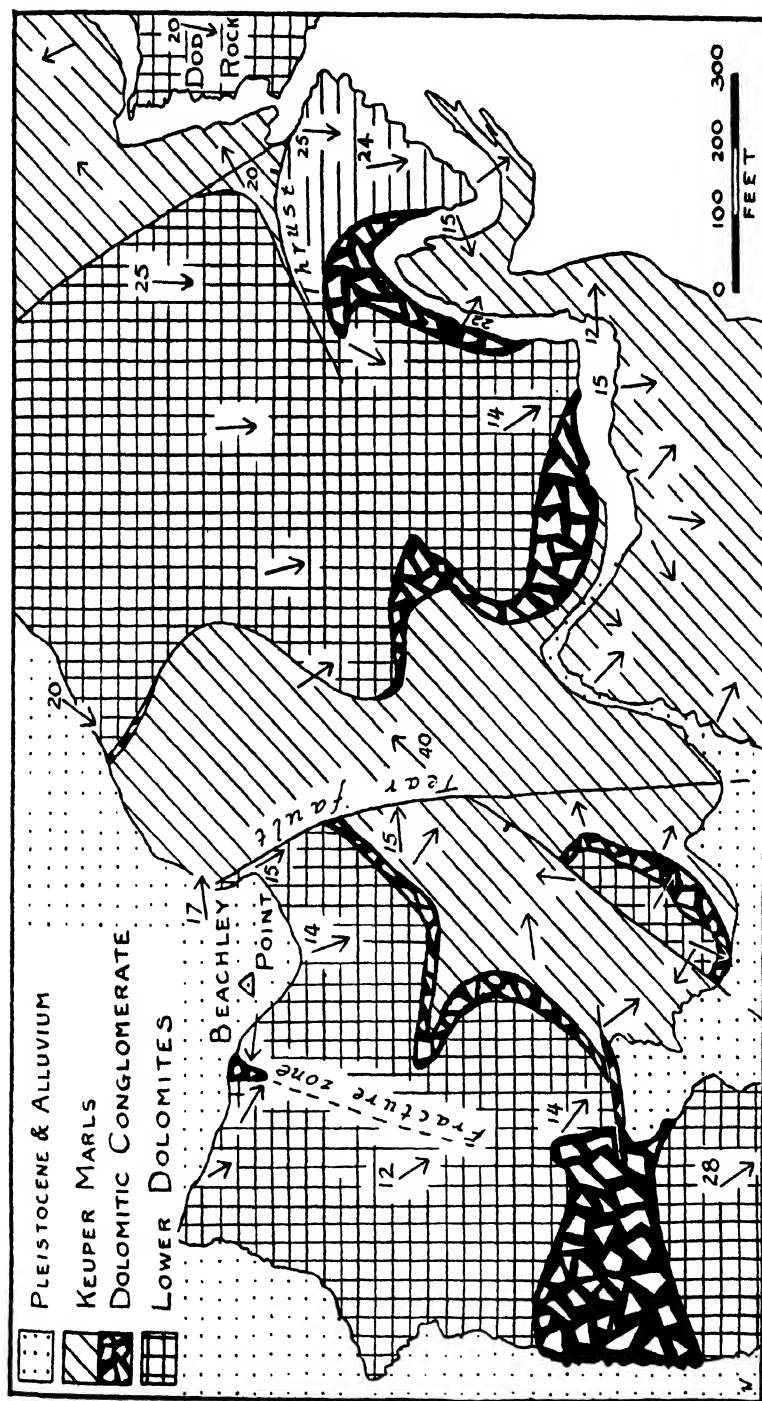 PLEISTOCENE & ALLUVIUM
KEUPER MARLS
DOLOMITIC CONGLOMERATE
LOWER DOLOMITES
BEACHLEY
POINT
Fracture zone
Tear
fault
Thrust
DOD
ROCK
20
25
20
25
24
15
22
12
15
14
20
40
15
15
17
14
12
14
28
0 100 200 300
FEET
N